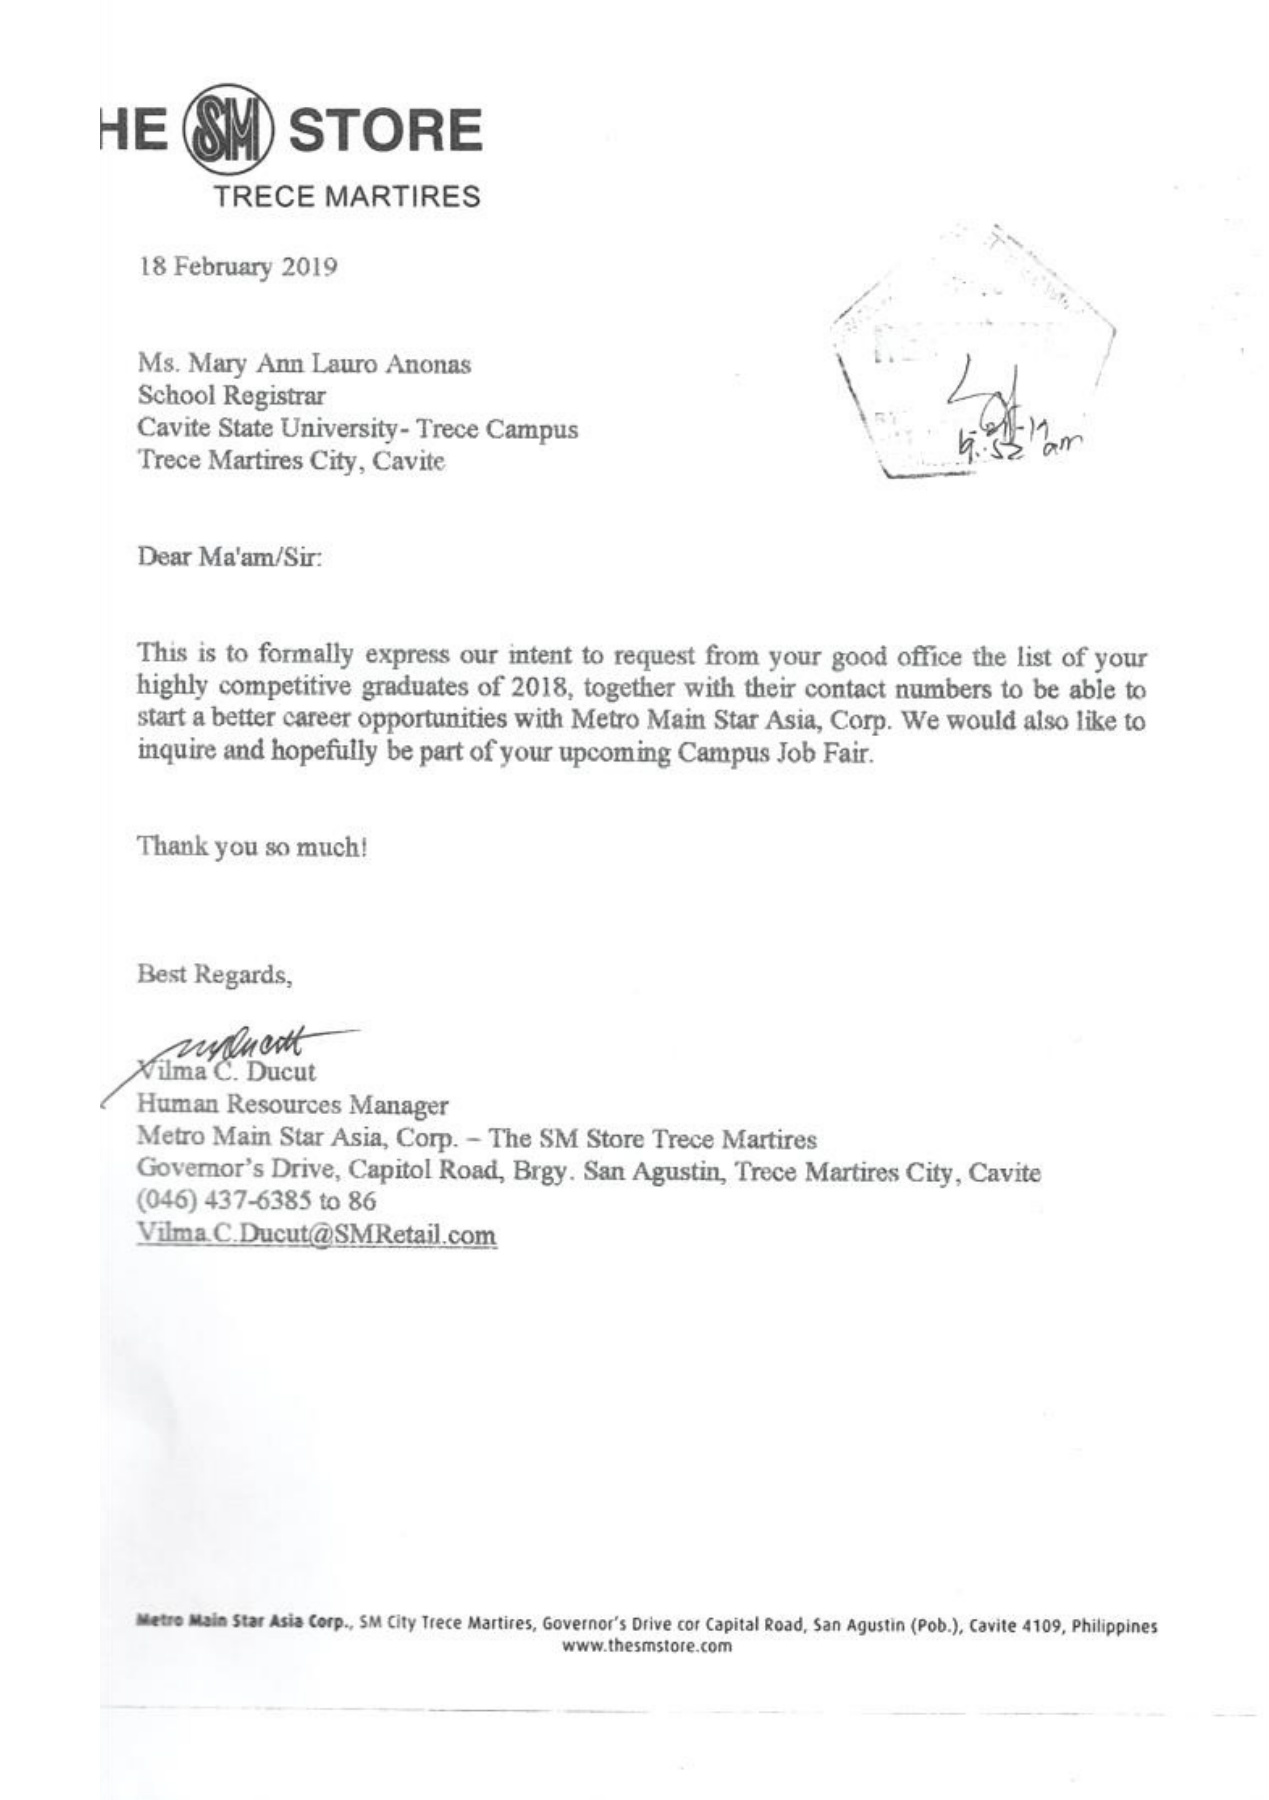 HE SM STORE
TRECE MARTIRES
18 February 2019
Ms. Mary Ann Lauro Anonas
School Registrar
Cavite State University- Trece Campus
Trece Martires City, Cavite
am
Dear Ma'am/Sir:
This is to formally express our intent to request from your good office the list of your
highly competitive graduates of 2018, together with their contact numbers to be able to
start a better career opportunities with Metro Main Star Asia, Corp. We would also like to
inquire and hopefully be part of your upcoming Campus Job Fair.
Thank you so much!
Best Regards,
Vilma C. Ducut
Human Resources Manager
Metro Main Star Asia, Corp. – The SM Store Trece Martires
Governor's Drive, Capitol Road, Brgy. San Agustin, Trece Martires City, Cavite
(046) 437-6385 to 86
Vilma.C.Ducut@SMRetail.com
Metro Main Star Asia Corp., SM City Trece Martires, Governor's Drive cor Capital Road, San Agustin (Pob.), Cavite 4109, Philippines
www.thesmstore.com